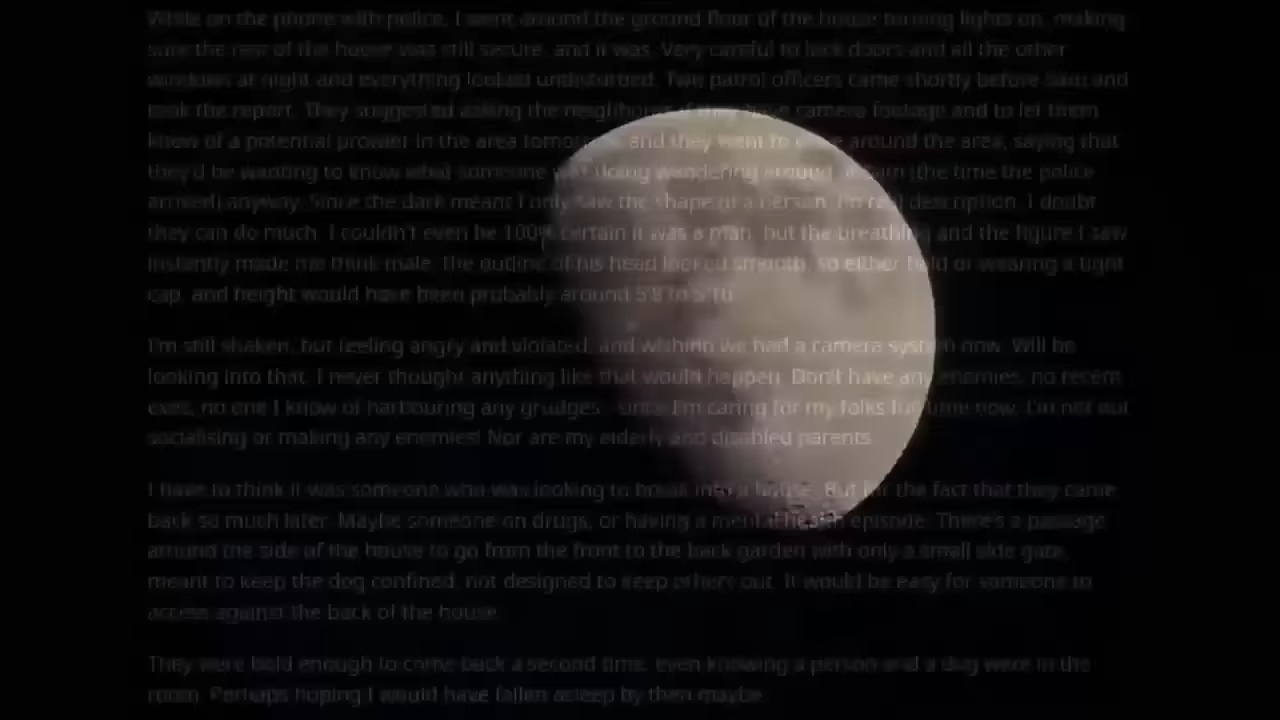 While on the phone with police, I went around the ground floor of the house turning lights on, making
sure the rest of the house was still secure, and it was. Very careful to lock doors and all the other
windows at night and everything looked undisturbed. Two patrol officers came shortly before 5am and
took the report. They suggested asking the neighbours if they have camera footage and to let them
know of a potential prowler in the area tomorrow, and they went to drive around the area, saying that
they'd be wanting to know what someone was doing wandering around at 5am (the time the police
arrived) anyway. Since the dark meant I only saw the shape of a person, no real description, I doubt
they can do much. I couldn't even be 100% certain it was a man, but the breathing and the figure I saw
instantly made me think male. The outline of his head looked smooth, so either bald or wearing a tight
cap, and height would have been probably around 5'8 to 5'10.
I'm still shaken, but feeling angry and violated, and wishing we had a camera system now. Will be
looking into that. I never thought anything like that would happen. Don't have any enemies, no recent
exes, no one I know of harbouring any grudges - since I'm caring for my folks full time now, I'm not out
socialising or making any enemies! Nor are my elderly and disabled parents.
I have to think it was someone who was looking to break into a house. But for the fact that they came
back so much later. Maybe someone on drugs, or having a mental health episode. There's a passage
around the side of the house to go from the front to the back garden with only a small side gate,
meant to keep the dog confined, not designed to keep others out. It would be easy for someone to
access against the back of the house.
They were bold enough to come back a second time, even knowing a person and a dog were in the
room. Perhaps hoping I would have fallen asleep by then maybe.